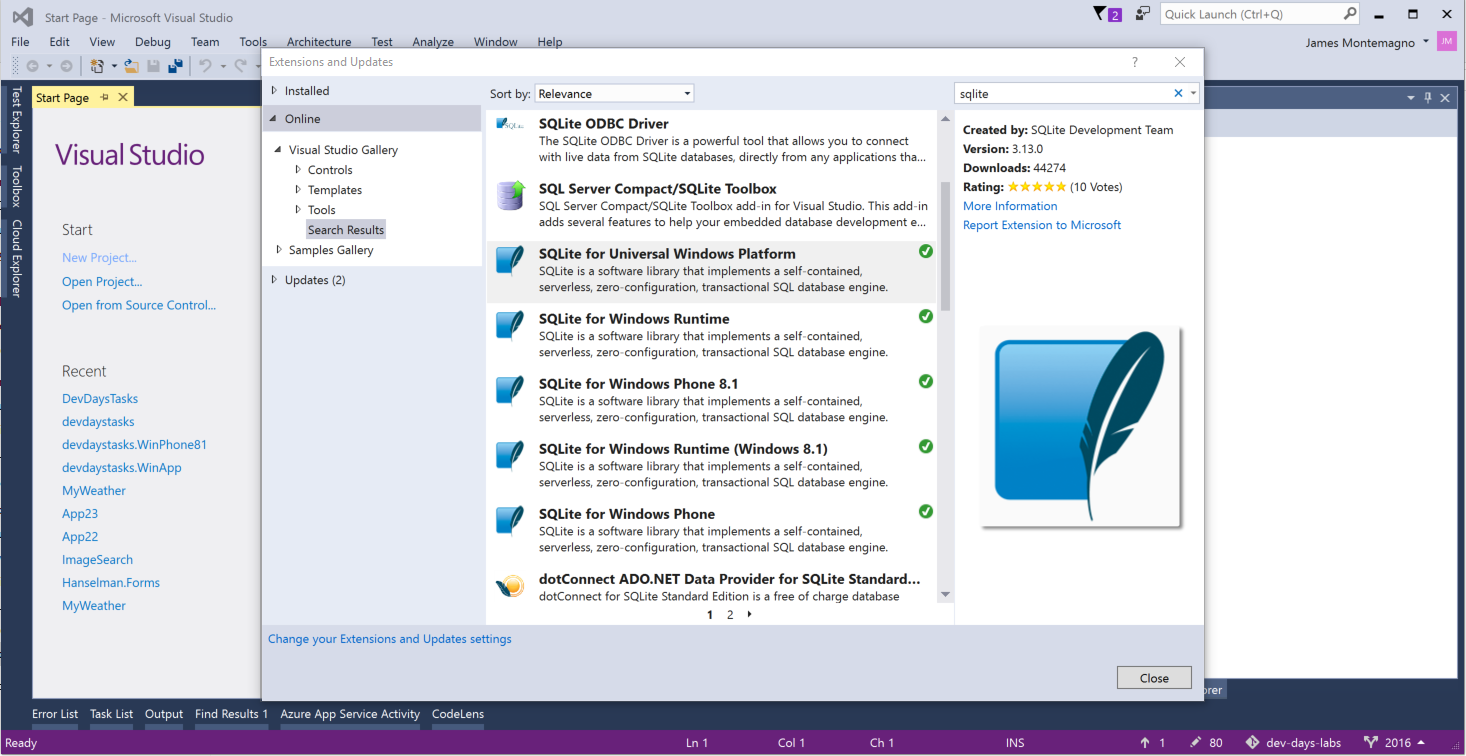 Start Page - Microsoft Visual Studio
2
Quick Launch (Ctrl+Q)
File Edit View Debug Team Tools Architecture Test Analyze Window Help
James Montemagno JM
Test Explorer
Toolbox
Cloud Explorer
Start Page
Visual Studio
Start
New Project...
Open Project...
Open from Source Control...
Recent
DevDaysTasks
devdaystasks
devdaystasks.WinPhone81
devdaystasks.WinApp
MyWeather
App23
App22
ImageSearch
Hanselman.Forms
MyWeather
Extensions and Updates
?
Installed
Online
Visual Studio Gallery
Controls
Templates
Tools
Search Results
Samples Gallery
Updates (2)
Sort by: Relevance
SQLite ODBC Driver
The SQLite ODBC Driver is a powerful tool that allows you to connect
with live data from SQLite databases, directly from any applications tha...
SQL Server Compact/SQLite Toolbox
SQL Server Compact/SQLite Toolbox add-in for Visual Studio. This add-in
adds several features to help your embedded database development e...
SQLite for Universal Windows Platform
SQLite is a software library that implements a self-contained,
serverless, zero-configuration, transactional SQL database engine.
SQLite for Windows Runtime
SQLite is a software library that implements a self-contained,
serverless, zero-configuration, transactional SQL database engine.
SQLite for Windows Phone 8.1
SQLite is a software library that implements a self-contained,
serverless, zero-configuration, transactional SQL database engine.
SQLite for Windows Runtime (Windows 8.1)
SQLite is a software library that implements a self-contained,
serverless, zero-configuration, transactional SQL database engine.
SQLite for Windows Phone
SQLite is a software library that implements a self-contained,
serverless, zero-configuration, transactional SQL database engine.
dotConnect ADO.NET Data Provider for SQLite Standard...
dotConnect for SQLite Standard Edition is a free of charge database
1 2
sqlite
Created by: SQLite Development Team
Version: 3.13.0
Downloads: 44274
Rating: (10 Votes)
More Information
Report Extension to Microsoft
Change your Extensions and Updates settings
Close
orer
Error List Task List Output Find Results 1 Azure App Service Activity CodeLens
Ready Ln 1 Col 1 Ch 1 INS 1 80 dev-days-labs 2016